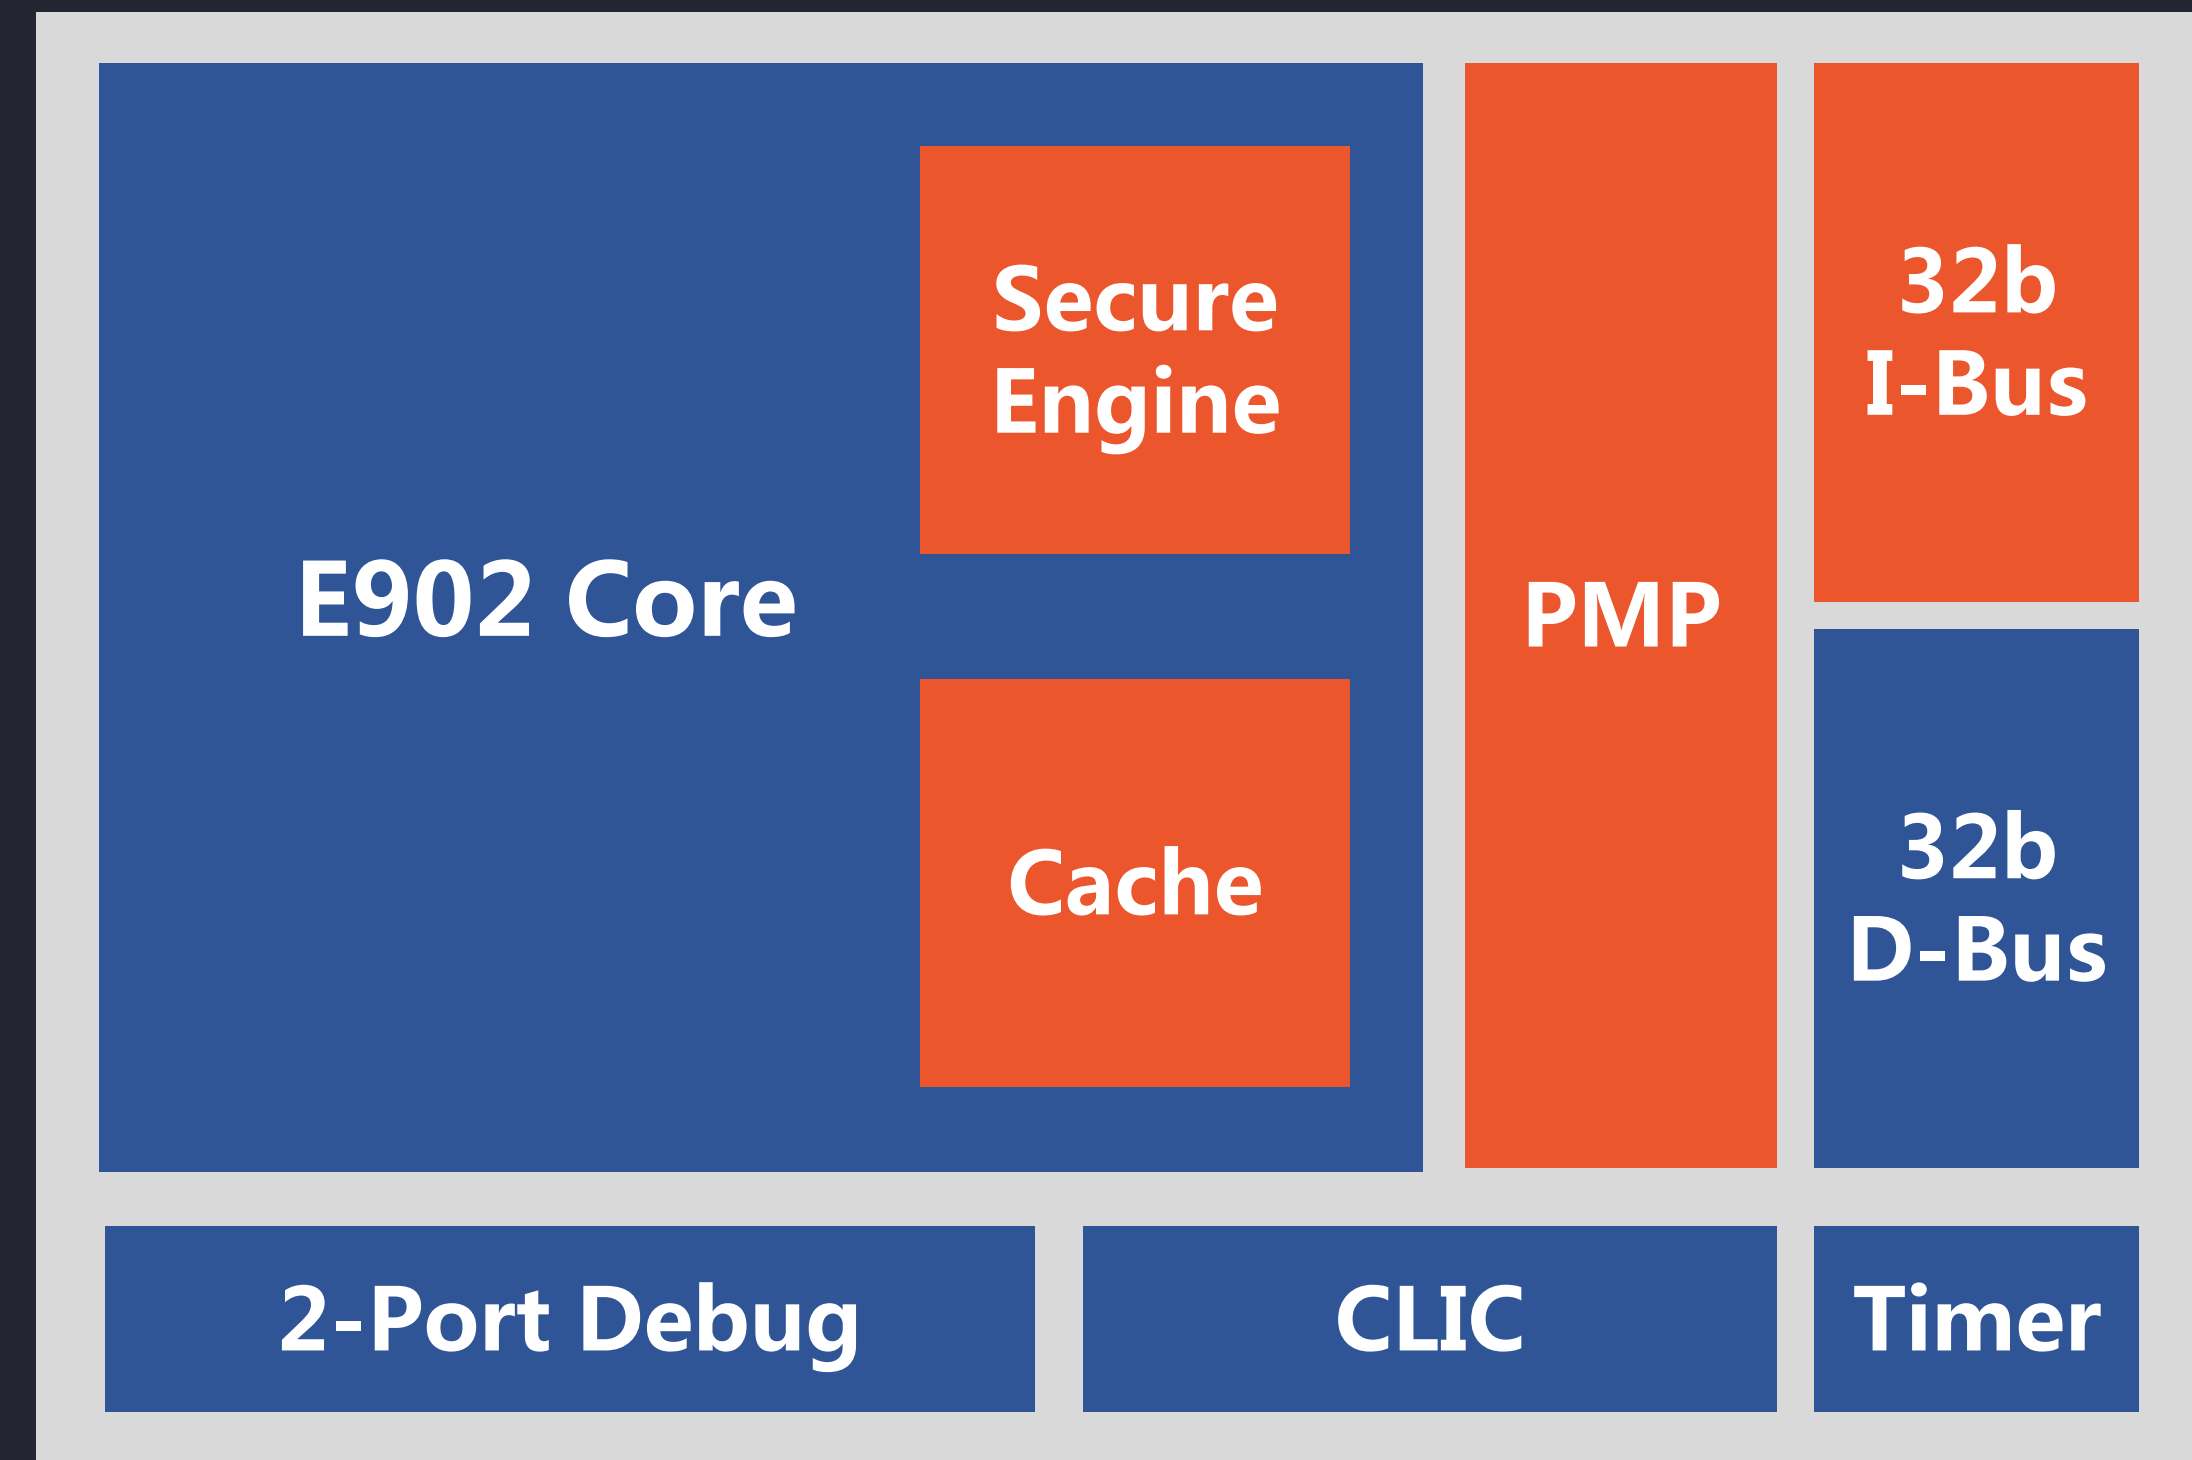 E902 Core
Secure
Engine
Cache
PMP
32b
I-Bus
32b
D-Bus
2-Port Debug
CLIC
Timer